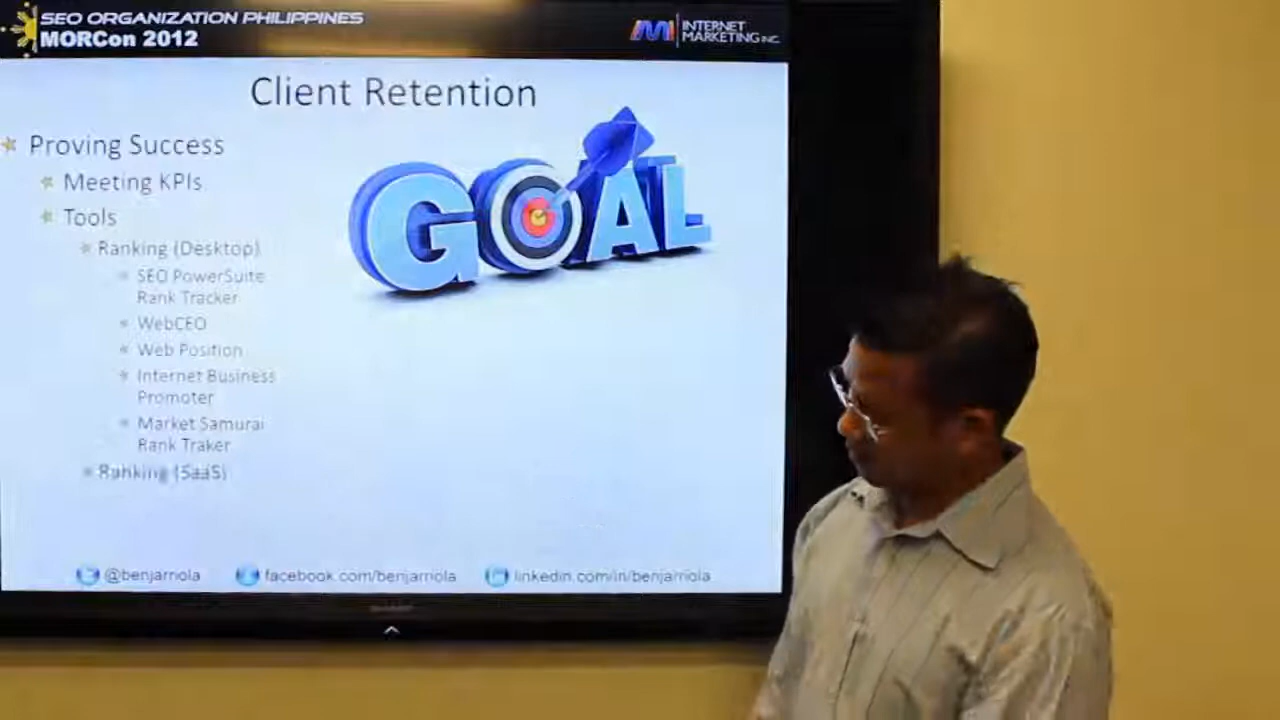 SEO ORGANIZATION PHILIPPINES
MORCon 2012
INTERNET
MARKETING INC.
Client Retention
Proving Success
Meeting KPIs
Tools
Ranking (Desktop)
SEO PowerSuite
Rank Tracker
WebCEO
Web Position
Internet Business
Promoter
Market Samurai
Rank Traker
Ranking (SaaS)
GOAL
@benjarriola
facebook.com/benjarriola
linkedin.com/in/benjarriola